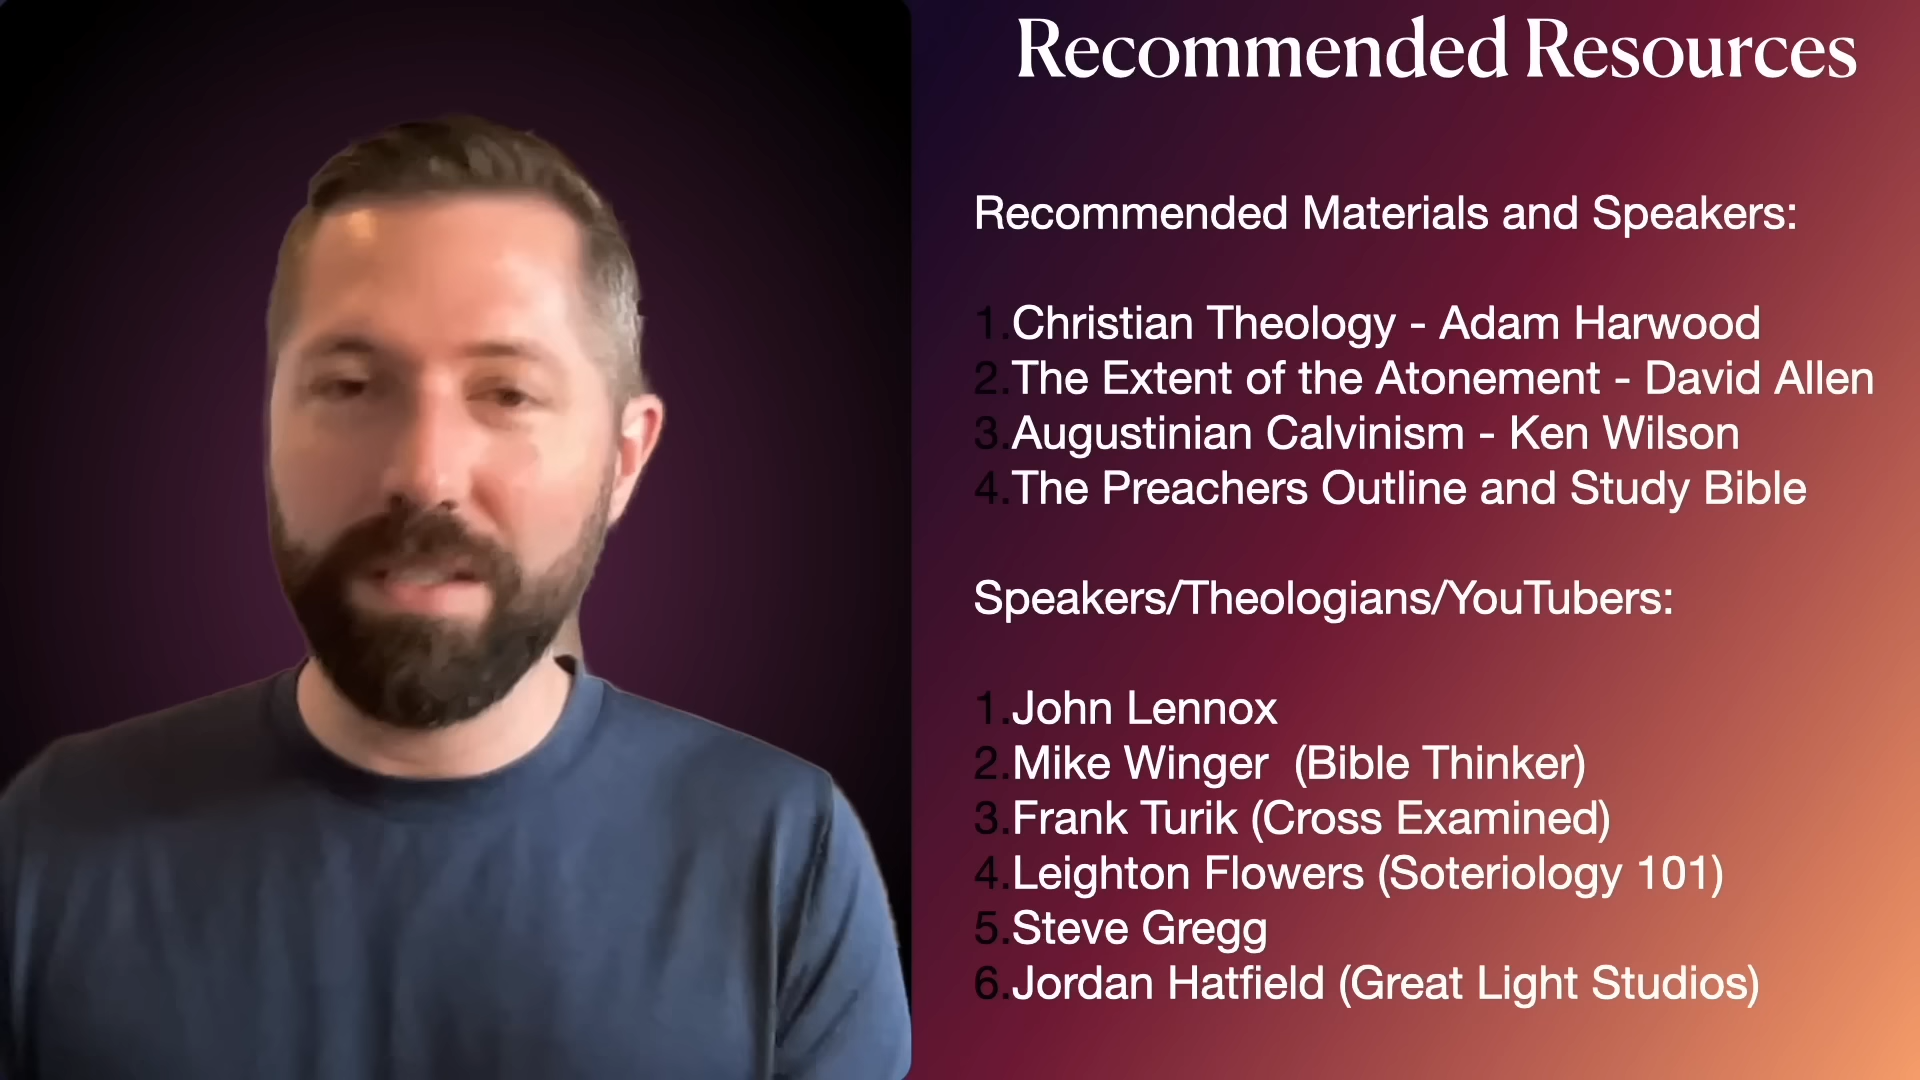 Recommended Resources
Recommended Materials and Speakers:
1.Christian Theology - Adam Harwood
2.The Extent of the Atonement - David Allen
3.Augustinian Calvinism - Ken Wilson
4.The Preachers Outline and Study Bible
Speakers/Theologians/YouTubers:
1.John Lennox
2.Mike Winger  (Bible Thinker)
3.Frank Turik (Cross Examined)
4.Leighton Flowers (Soteriology 101)
5.Steve Gregg
6.Jordan Hatfield (Great Light Studios)